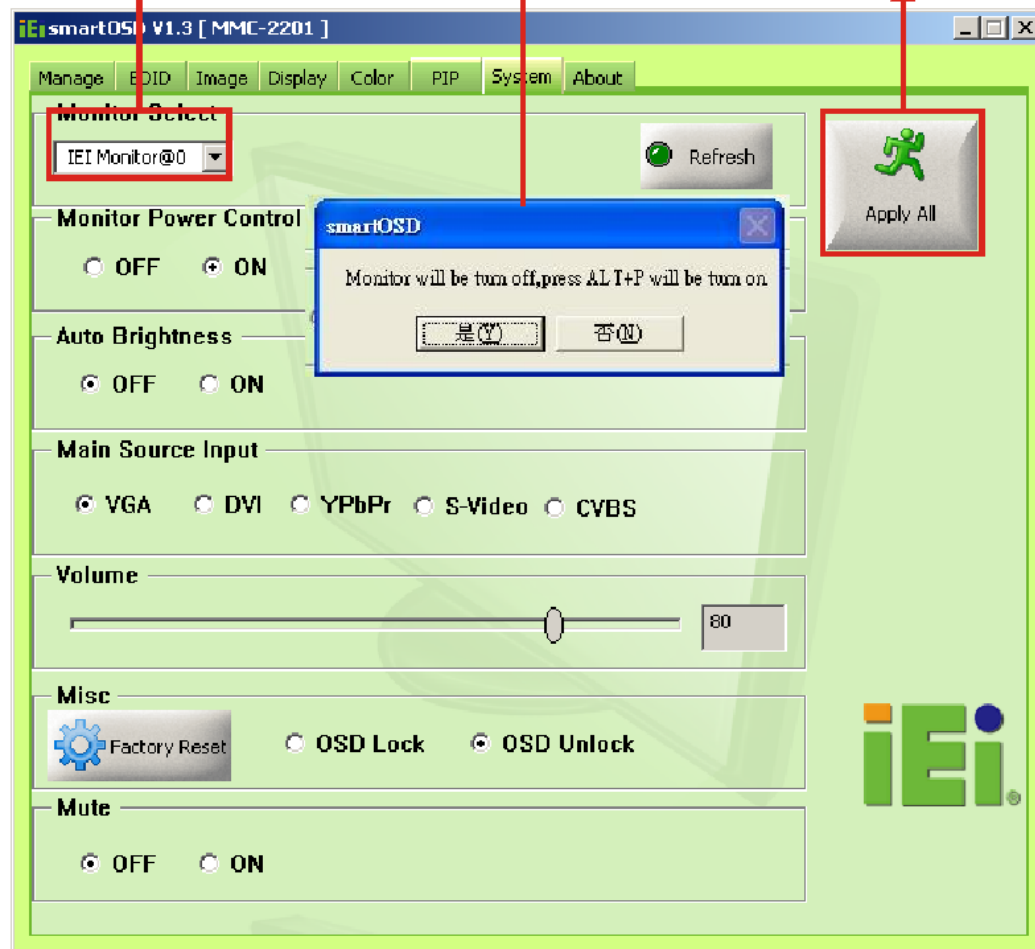 iEi smartOSD V1.3 [ MMC-2201 ]
Manage EDID Image Display Color PIP System About
Monitor Select
IEI Monitor@0
Refresh
Apply All
Monitor Power Control
OFF ON
smartOSD
Monitor will be turn off,press ALT+P will be turn on
是(Y) 否(N)
Auto Brightness
OFF ON
Main Source Input
VGA DVI YPbPr S-Video CVBS
Volume
80
Misc
Factory Reset OSD Lock OSD Unlock
iEi®
Mute
OFF ON